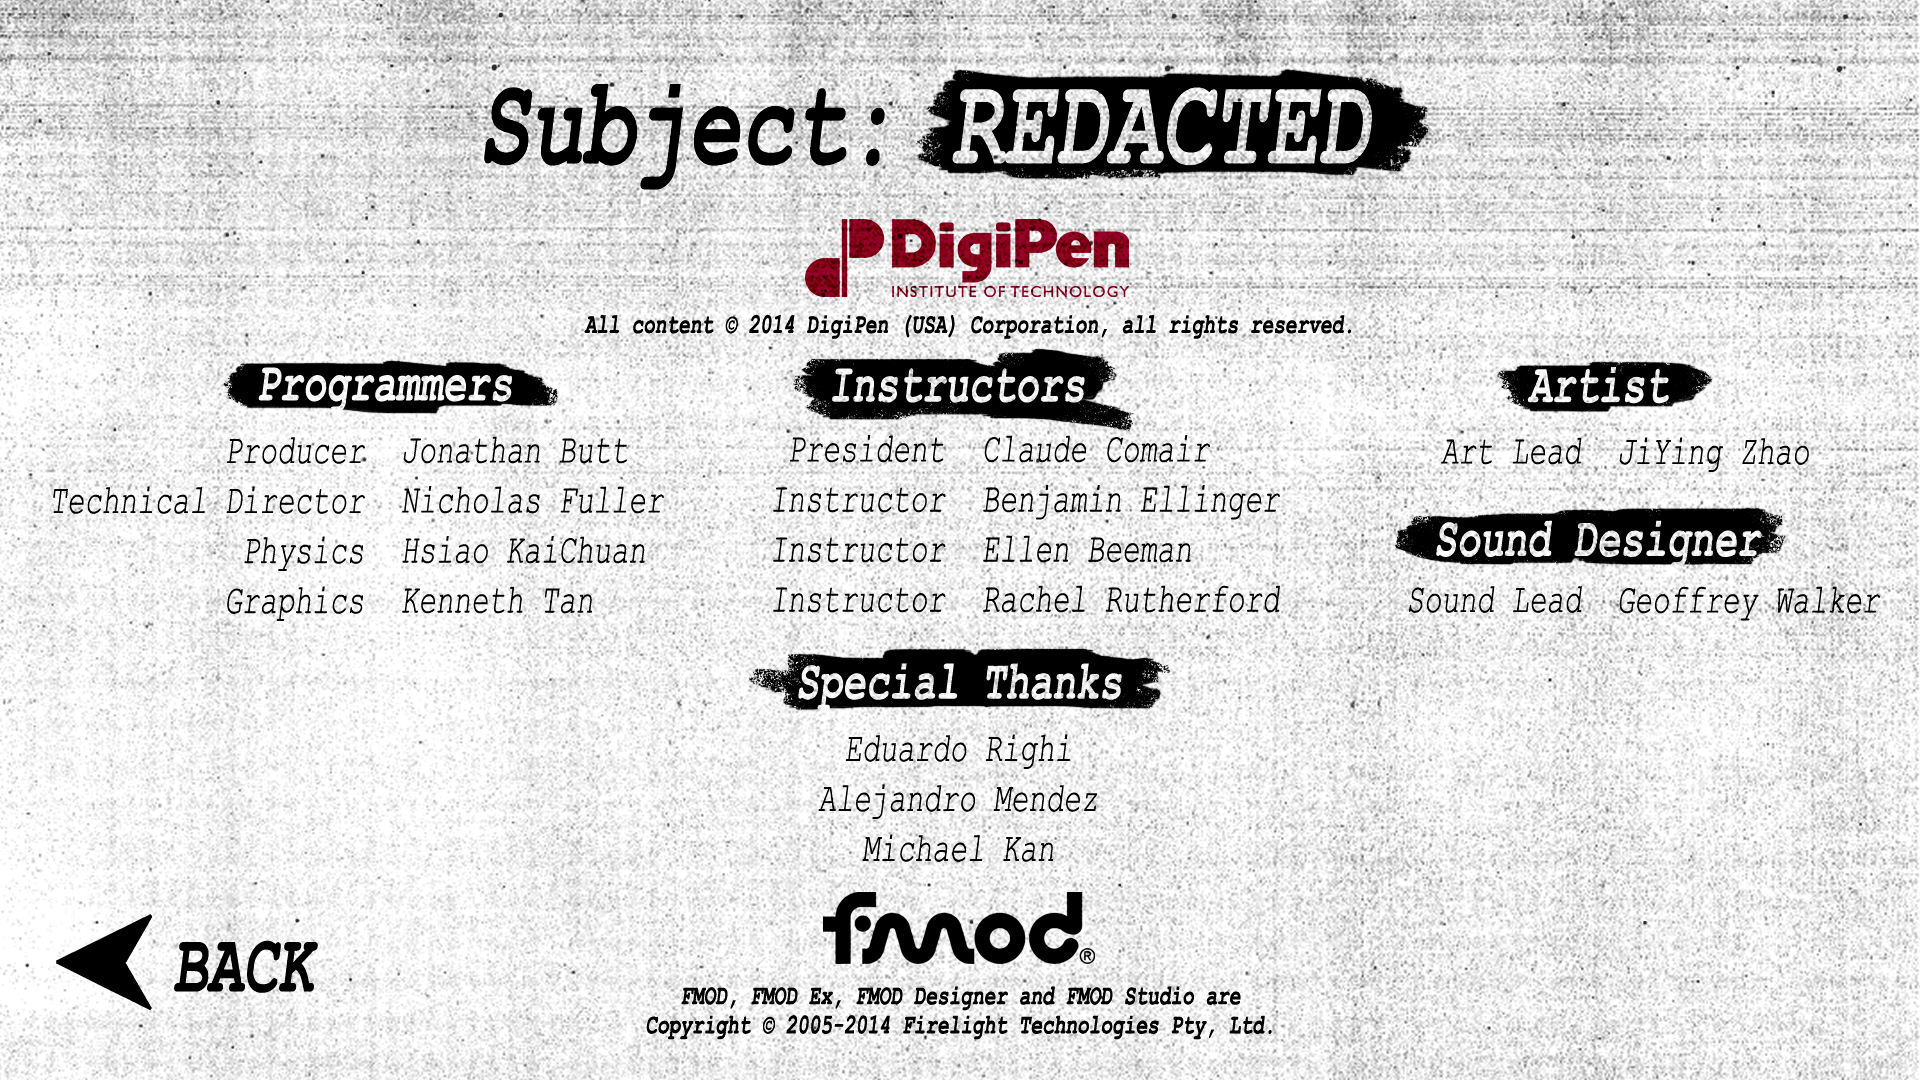 Subject: REDACTED
DigiPen
INSTITUTE OF TECHNOLOGY
All content © 2014 DigiPen (USA) Corporation, all rights reserved.
Programmers
Producer Jonathan Butt
Technical Director Nicholas Fuller
Physics Hsiao KaiChuan
Graphics Kenneth Tan
Instructors
President Claude Comair
Instructor Benjamin Ellinger
Instructor Ellen Beeman
Instructor Rachel Rutherford
Artist
Art Lead JiYing Zhao
Sound Designer
Sound Lead Geoffrey Walker
Special Thanks
Eduardo Righi
Alejandro Mendez
Michael Kan
fmod®
FMOD, FMOD Ex, FMOD Designer and FMOD Studio are
Copyright © 2005-2014 Firelight Technologies Pty, Ltd.
BACK